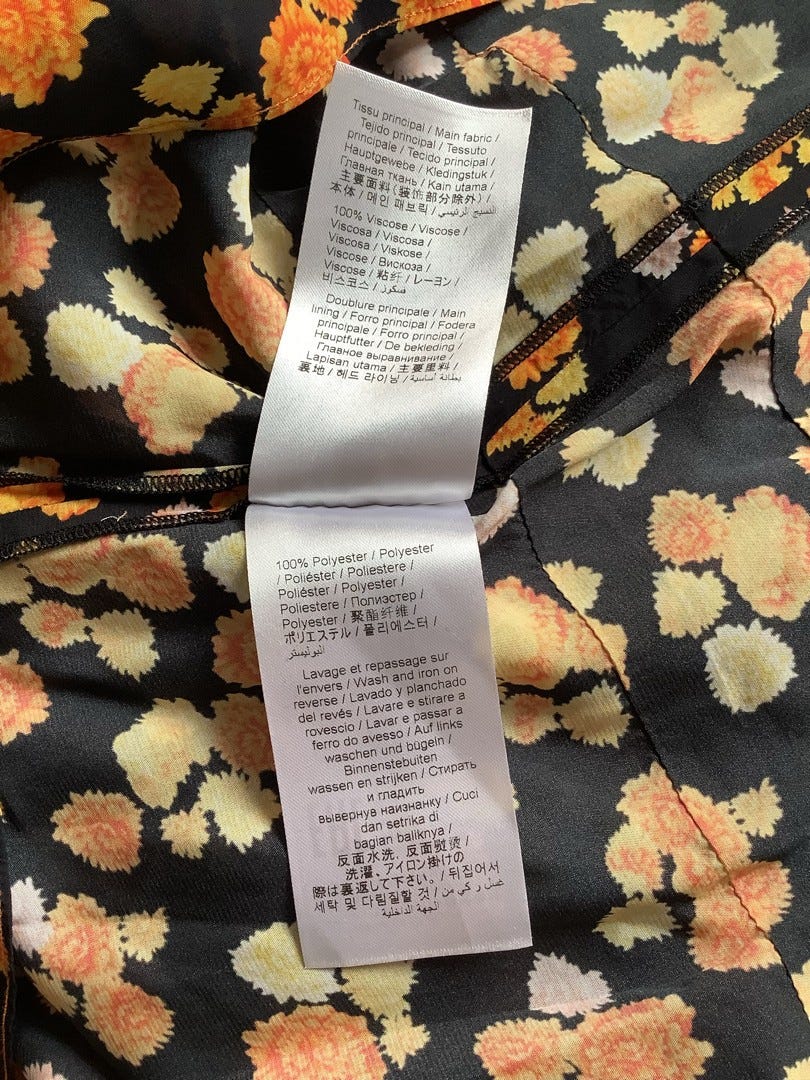 Tissu principal / Main fabric /
Tejido principal / Tessuto
principale / Tecido principal /
Hauptgewebe / Kledingstuk /
Главная ткань / Kain utama /
主要面料(装饰部分除外) /
本体 / 메인 패브릭 / النسيج الرئيسي
100% Viscose / Viscose /
Viscosa / Viscosa /
Viscosa / Viskose /
Viscose / Вискоза /
Viscose / 粘纤 / レーヨン /
비스코스 / فسكوز
Doublure principale / Main
lining / Forro principal / Fodera
principale / Forro principal /
Hauptfutter / De bekleding /
Главное выравнивание /
Lapisan utama / 主要里料 /
裏地 / 헤드 라이닝 / بطانة أساسية
100% Polyester / Polyester
/ Poliéster / Poliestere /
Poliéster / Polyester /
Poliestere / Полиэстер /
Polyester / 聚酯纤维 /
ポリエステル / 폴리에스터 /
البوليستر
Lavage et repassage sur
l'envers / Wash and iron on
reverse / Lavado y planchado
del revés / Lavare e stirare a
rovescio / Lavar e passar a
ferro do avesso / Auf links
waschen und bügeln /
Binnenstebuiten
wassen en strijken / Стирать
и гладить
вывернув наизнанку / Cuci
dan setrika di
bagian baliknya /
反面水洗, 反面熨烫 /
洗濯、アイロン掛けの
際は裏返して下さい。/ 뒤집어서
세탁 및 다림질할 것 / غسل و كي من
الجهة الداخلية